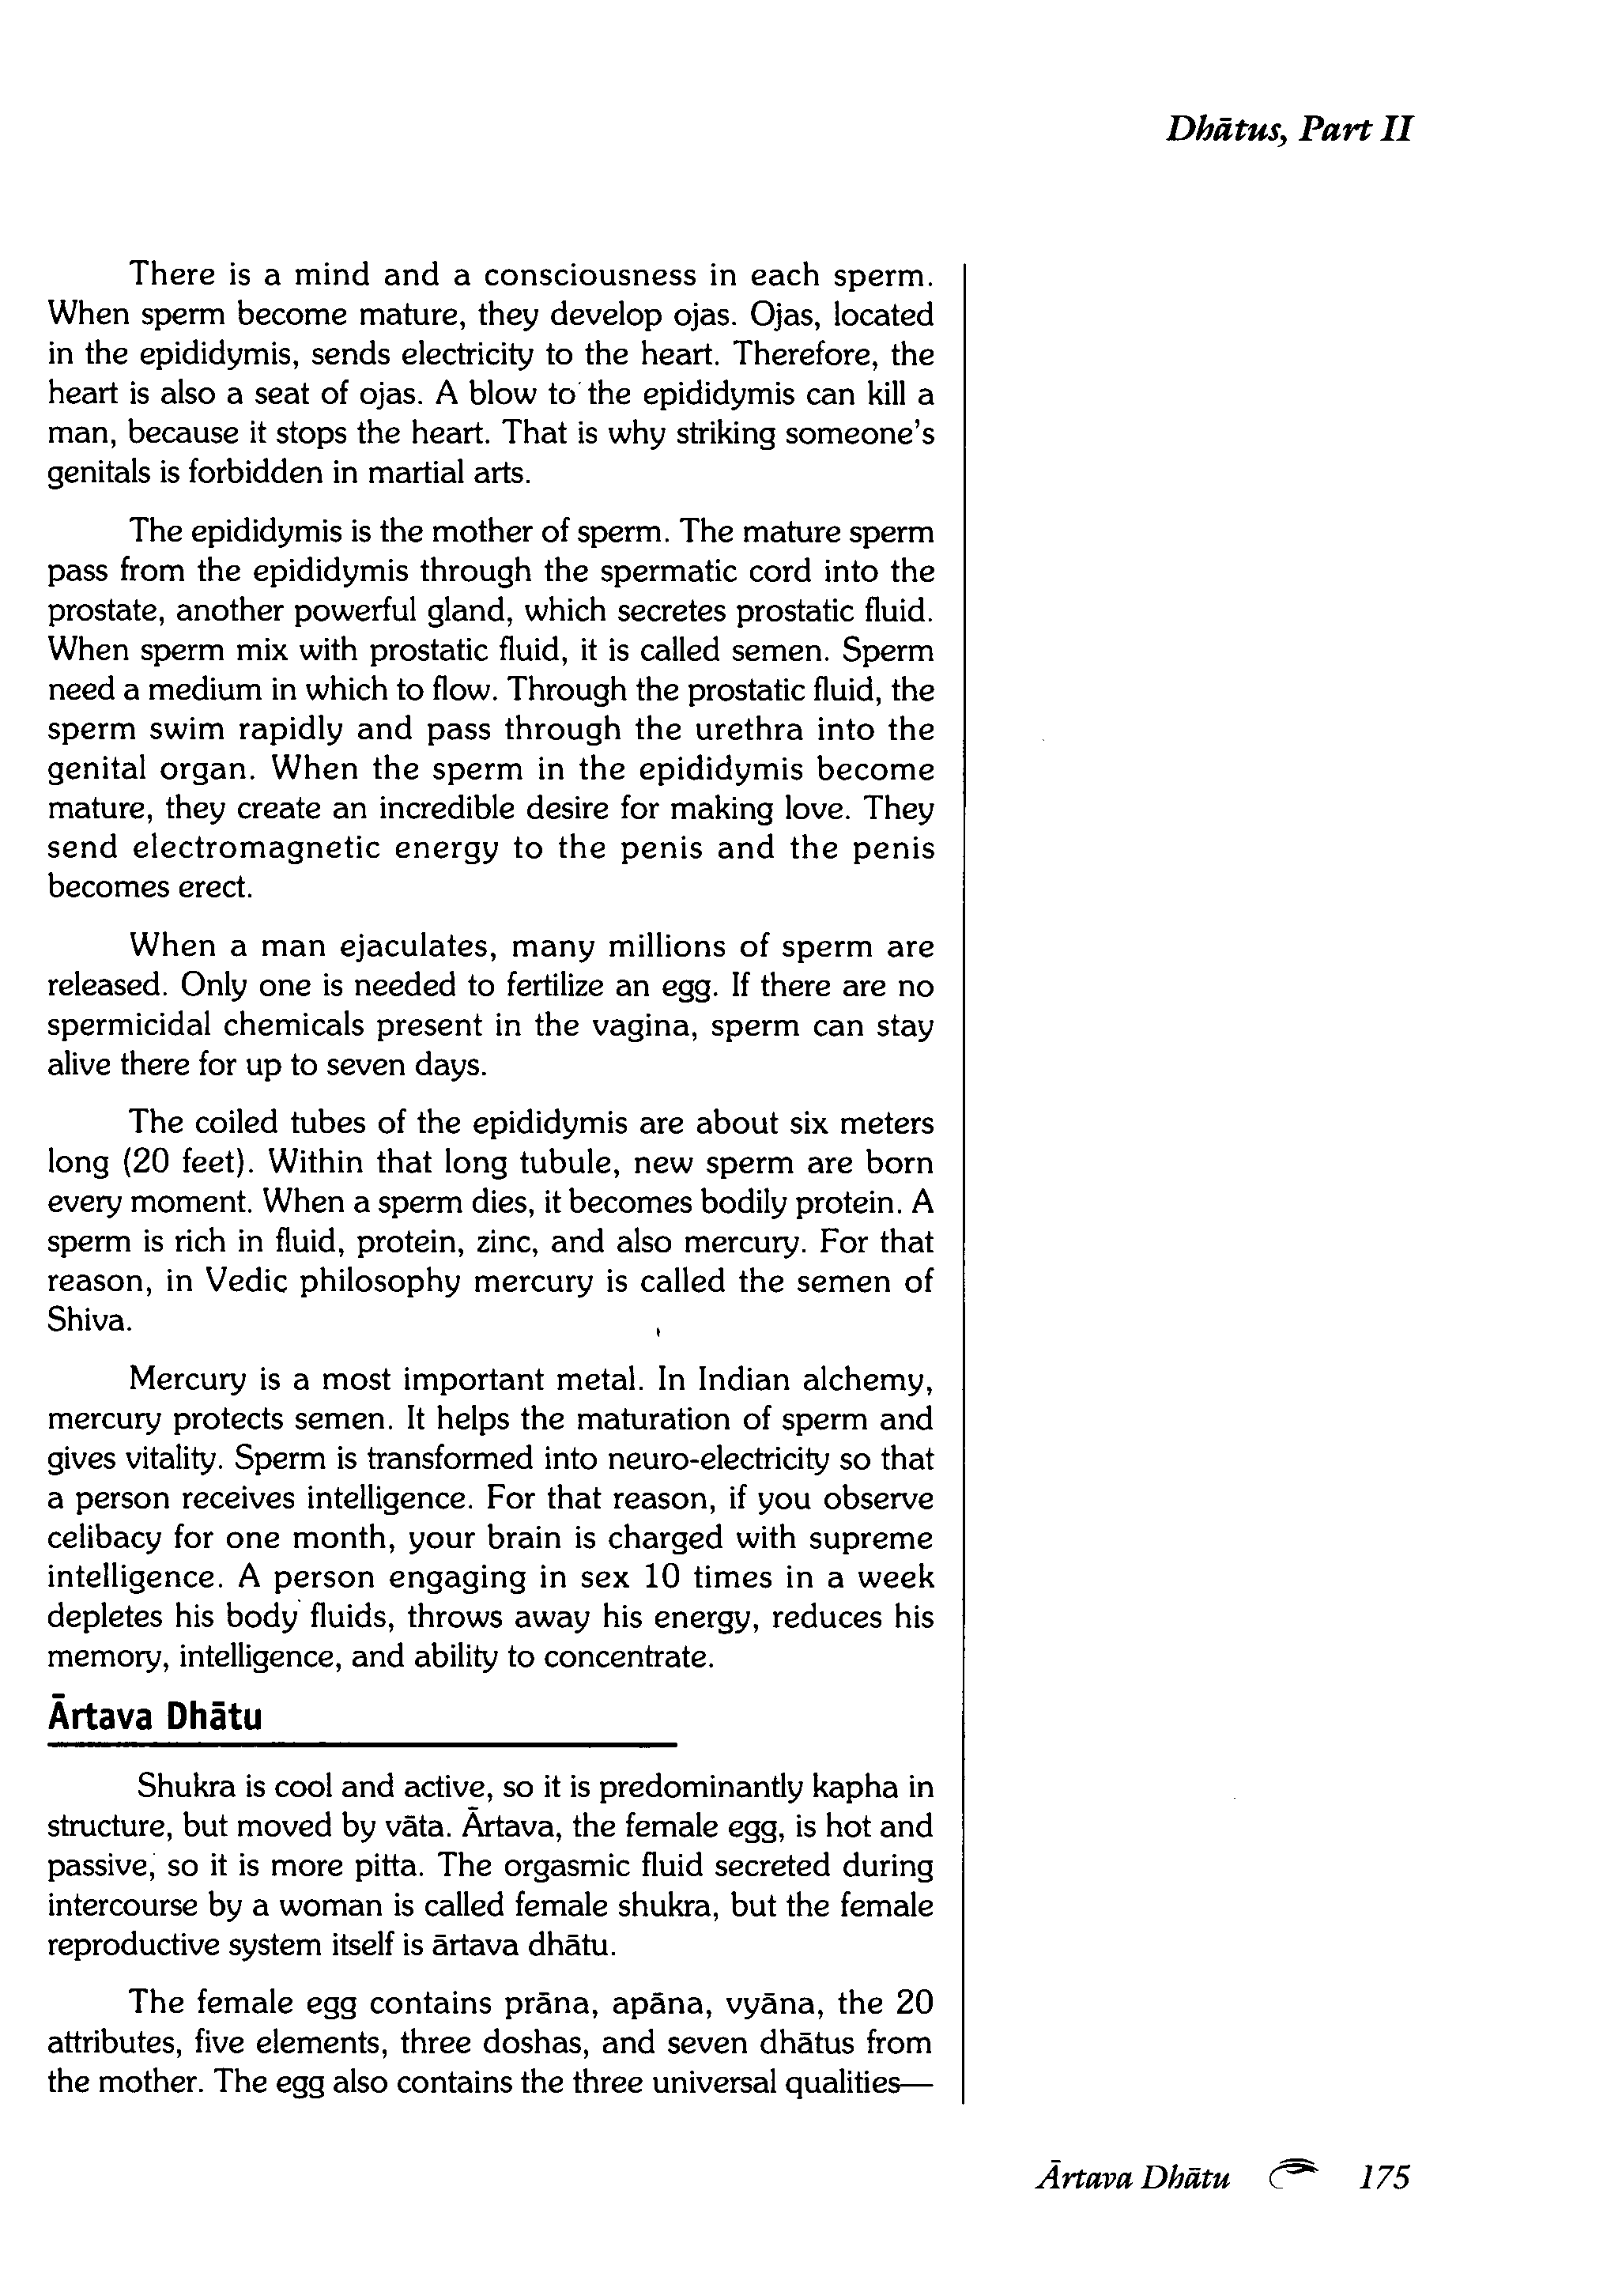 Dhātus, Part II
There is a mind and a consciousness in each sperm.
When sperm become mature, they develop ojas. Ojas, located
in the epididymis, sends electricity to the heart. Therefore, the
heart is also a seat of ojas. A blow to the epididymis can kill a
man, because it stops the heart. That is why striking someone's
genitals is forbidden in martial arts.
The epididymis is the mother of sperm. The mature sperm
pass from the epididymis through the spermatic cord into the
prostate, another powerful gland, which secretes prostatic fluid.
When sperm mix with prostatic fluid, it is called semen. Sperm
need a medium in which to flow. Through the prostatic fluid, the
sperm swim rapidly and pass through the urethra into the
genital organ. When the sperm in the epididymis become
mature, they create an incredible desire for making love. They
send electromagnetic energy to the penis and the penis
becomes erect.
When a man ejaculates, many millions of sperm are
released. Only one is needed to fertilize an egg. If there are no
spermicidal chemicals present in the vagina, sperm can stay
alive there for up to seven days.
The coiled tubes of the epididymis are about six meters
long (20 feet). Within that long tubule, new sperm are born
every moment. When a sperm dies, it becomes bodily protein. A
sperm is rich in fluid, protein, zinc, and also mercury. For that
reason, in Vedic philosophy mercury is called the semen of
Shiva.
Mercury is a most important metal. In Indian alchemy,
mercury protects semen. It helps the maturation of sperm and
gives vitality. Sperm is transformed into neuro-electricity so that
a person receives intelligence. For that reason, if you observe
celibacy for one month, your brain is charged with supreme
intelligence. A person engaging in sex 10 times in a week
depletes his body fluids, throws away his energy, reduces his
memory, intelligence, and ability to concentrate.
Ārtava Dhātu
Shukra is cool and active, so it is predominantly kapha in
structure, but moved by vāta. Ārtava, the female egg, is hot and
passive, so it is more pitta. The orgasmic fluid secreted during
intercourse by a woman is called female shukra, but the female
reproductive system itself is ārtava dhātu.
The female egg contains prāna, apāna, vyāna, the 20
attributes, five elements, three doshas, and seven dhātus from
the mother. The egg also contains the three universal qualities—
Ārtava Dhātu 175